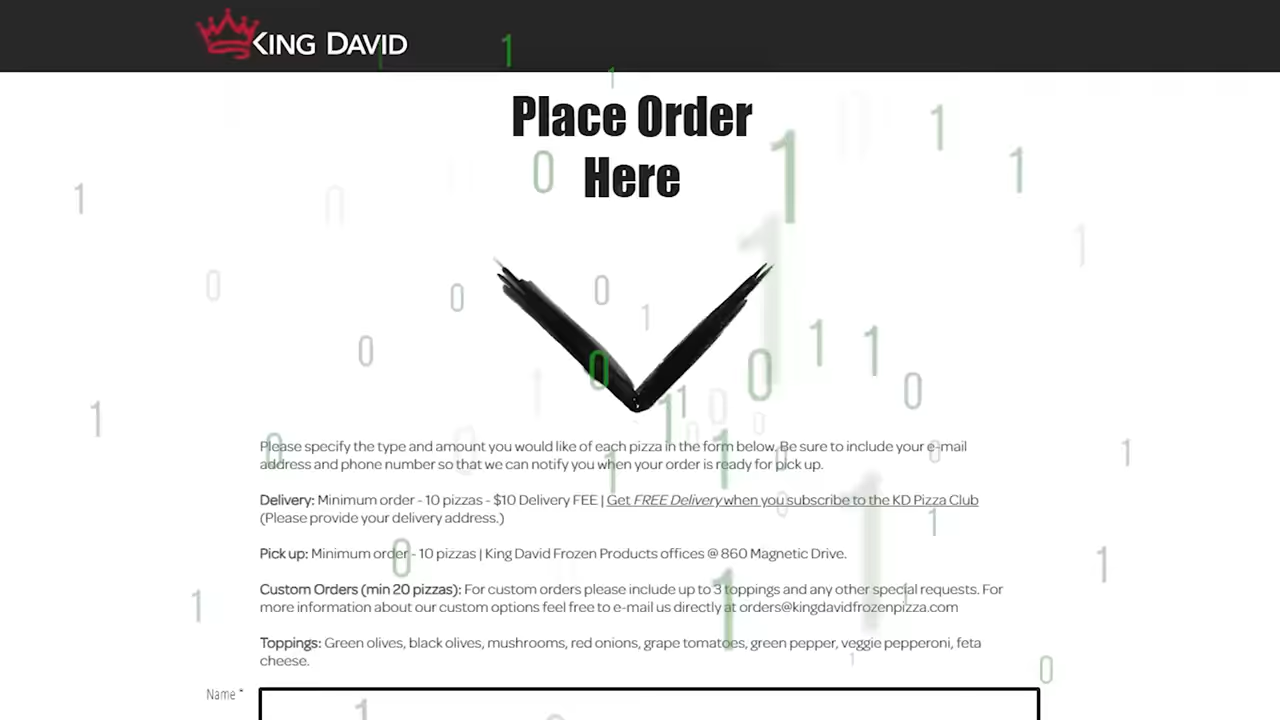 KING DAVID
Place Order
Here
Please specify the type and amount you would like of each pizza in the form below. Be sure to include your e-mail
address and phone number so that we can notify you when your order is ready for pick up.
Delivery: Minimum order - 10 pizzas - $10 Delivery FEE | Get FREE Delivery when you subscribe to the KD Pizza Club
(Please provide your delivery address.)
Pick up: Minimum order - 10 pizzas | King David Frozen Products offices @ 860 Magnetic Drive.
Custom Orders (min 20 pizzas): For custom orders please include up to 3 toppings and any other special requests. For
more information about our custom options feel free to e-mail us directly at orders@kingdavidfrozenpizza.com
Toppings: Green olives, black olives, mushrooms, red onions, grape tomatoes, green pepper, veggie pepperoni, feta
cheese.
Name *